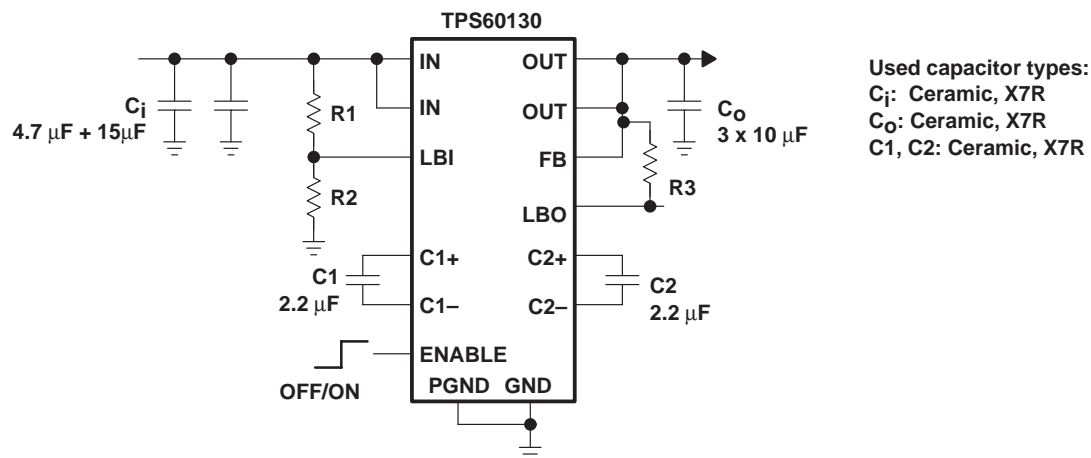 TPS60130
IN
OUT
IN
OUT
LBI
FB
LBO
C1+
C2+
C1–
C2–
ENABLE
PGND GND
Ci
4.7 μF + 15μF
R1
R2
C1
2.2 μF
OFF/ON
Co
3 x 10 μF
R3
C2
2.2 μF
Used capacitor types:
Ci: Ceramic, X7R
Co: Ceramic, X7R
C1, C2: Ceramic, X7R